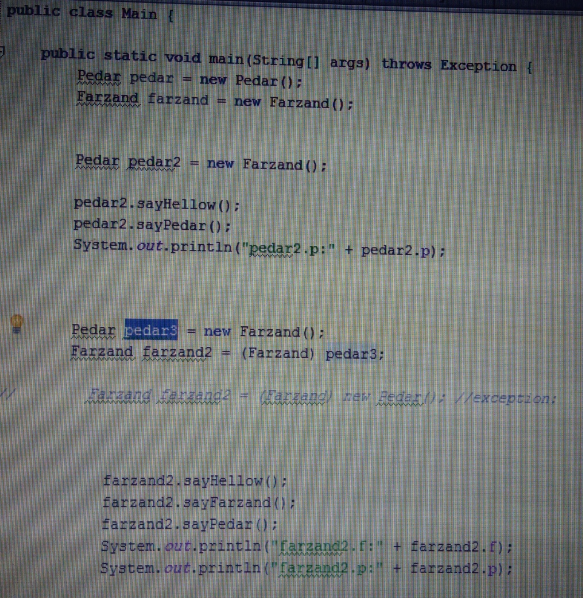 public class Main {
public static void main(String[] args) throws Exception {
Pedar pedar = new Pedar();
Farzand farzand = new Farzand();
Pedar pedar2 = new Farzand();
pedar2.sayHellow();
pedar2.sayPedar();
System.out.println("pedar2.p:" + pedar2.p);
Pedar pedar3 = new Farzand();
Farzand farzand2 = (Farzand) pedar3;
// Farzand farzand2 = (Farzand) new Pedar(); //exception;
farzand2.sayHellow();
farzand2.sayFarzand();
farzand2.sayPedar();
System.out.println("farzand2.f:" + farzand2.f);
System.out.println("farzand2.p:" + farzand2.p);